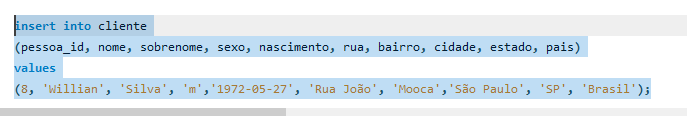 insert into cliente
(pessoa_id, nome, sobrenome, sexo, nascimento, rua, bairro, cidade, estado, pais)
values
(8, 'Willian', 'Silva', 'm','1972-05-27', 'Rua João', 'Mooca','São Paulo', 'SP', 'Brasil');